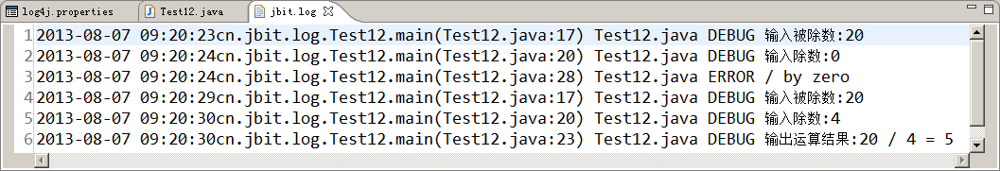 log4j.properties Test12.java jbit.log
1 2013-08-07 09:20:23cn.jbit.log.Test12.main(Test12.java:17) Test12.java DEBUG 输入被除数:20
2 2013-08-07 09:20:24cn.jbit.log.Test12.main(Test12.java:20) Test12.java DEBUG 输入除数:0
3 2013-08-07 09:20:24cn.jbit.log.Test12.main(Test12.java:28) Test12.java ERROR / by zero
4 2013-08-07 09:20:29cn.jbit.log.Test12.main(Test12.java:17) Test12.java DEBUG 输入被除数:20
5 2013-08-07 09:20:30cn.jbit.log.Test12.main(Test12.java:20) Test12.java DEBUG 输入除数:4
6 2013-08-07 09:20:30cn.jbit.log.Test12.main(Test12.java:23) Test12.java DEBUG 输出运算结果:20 / 4 = 5